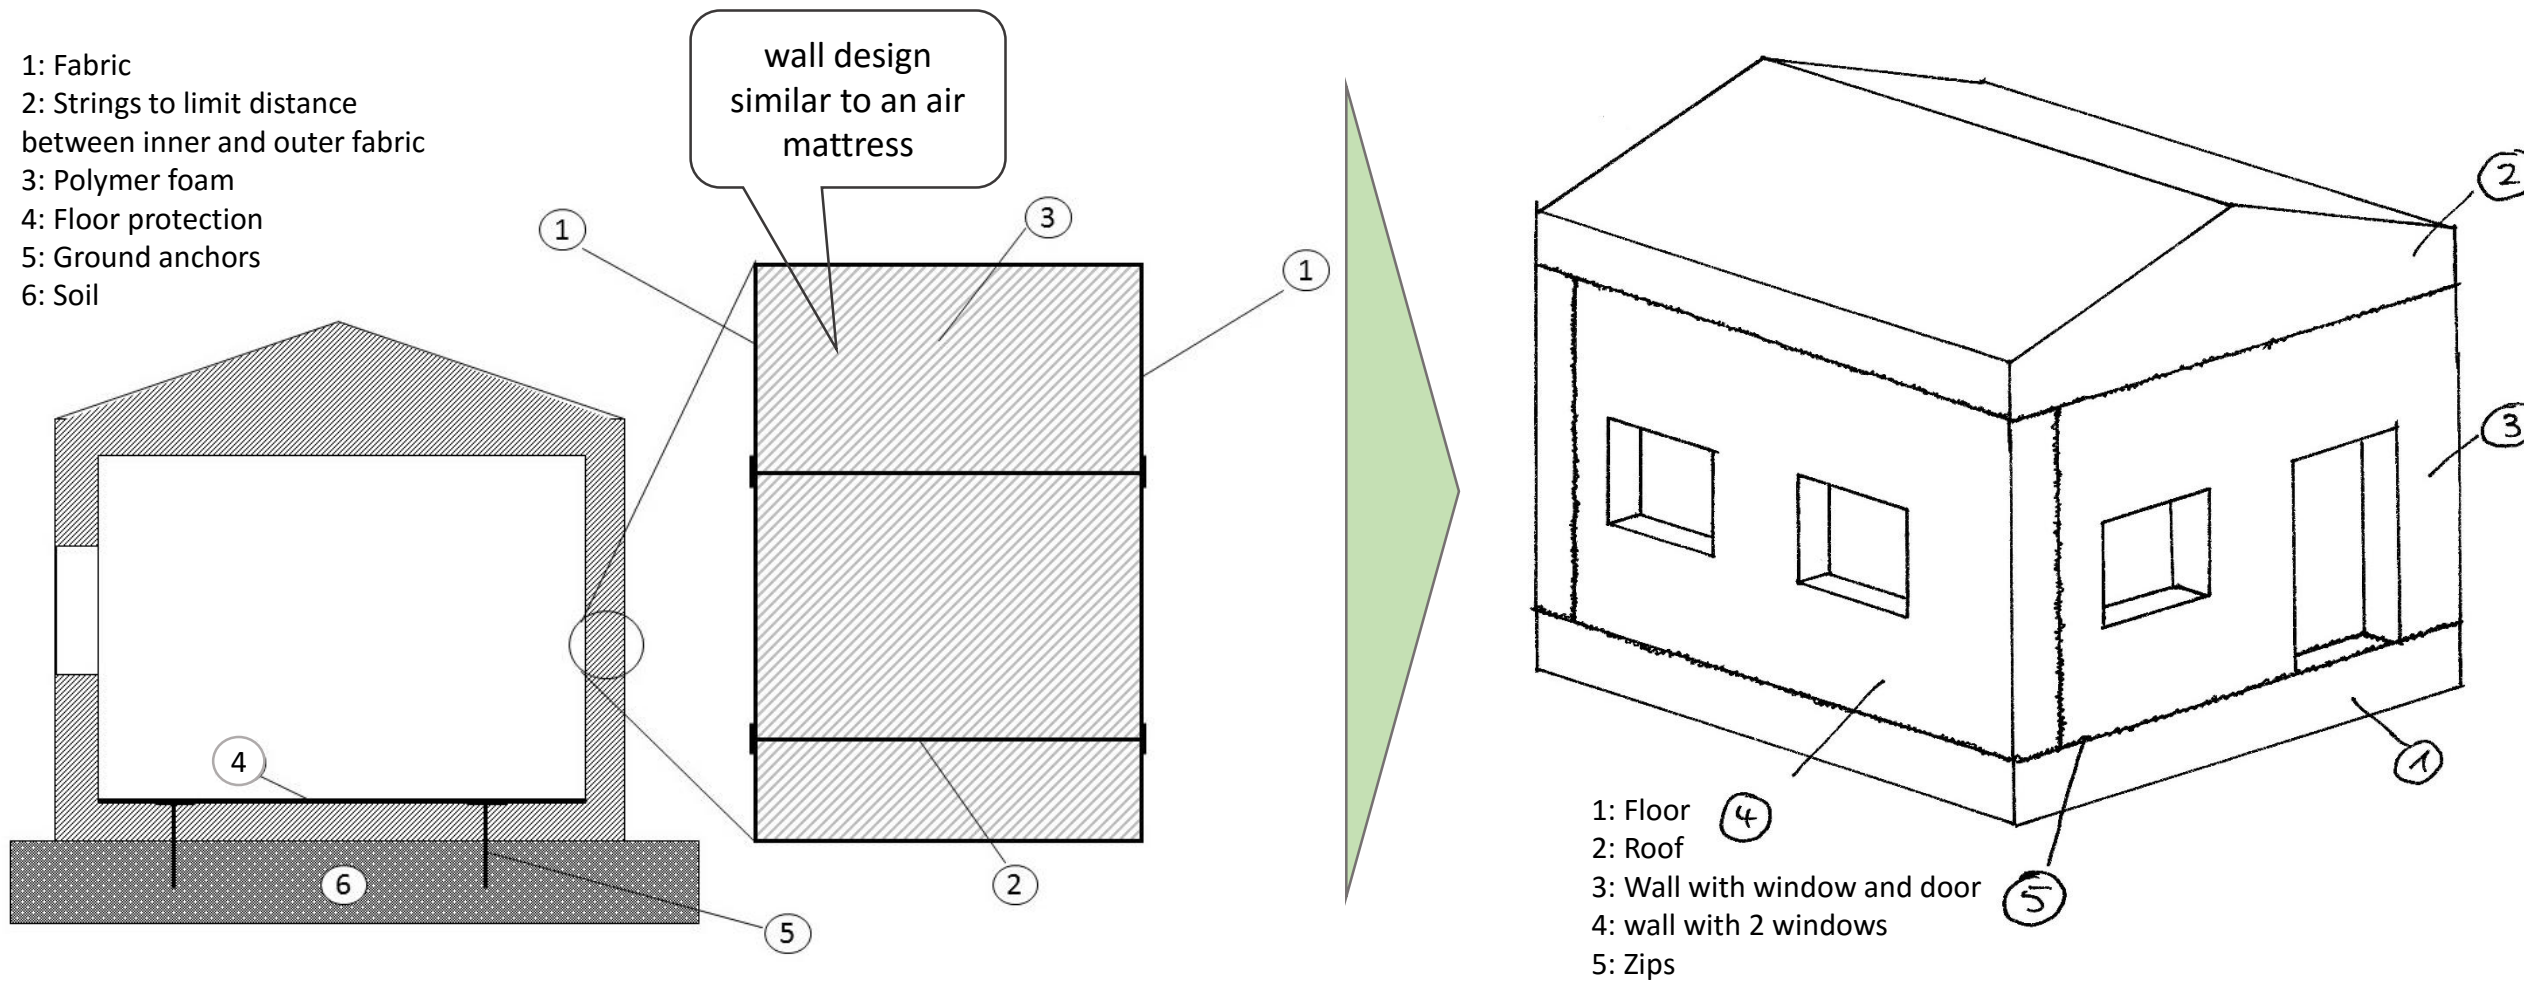 1: Fabric
2: Strings to limit distance
between inner and outer fabric
3: Polymer foam
4: Floor protection
5: Ground anchors
6: Soil
wall design
similar to an air
mattress
1
3
1
4
6
2
5
2
3
1
4
5
1: Floor
2: Roof
3: Wall with window and door
4: wall with 2 windows
5: Zips